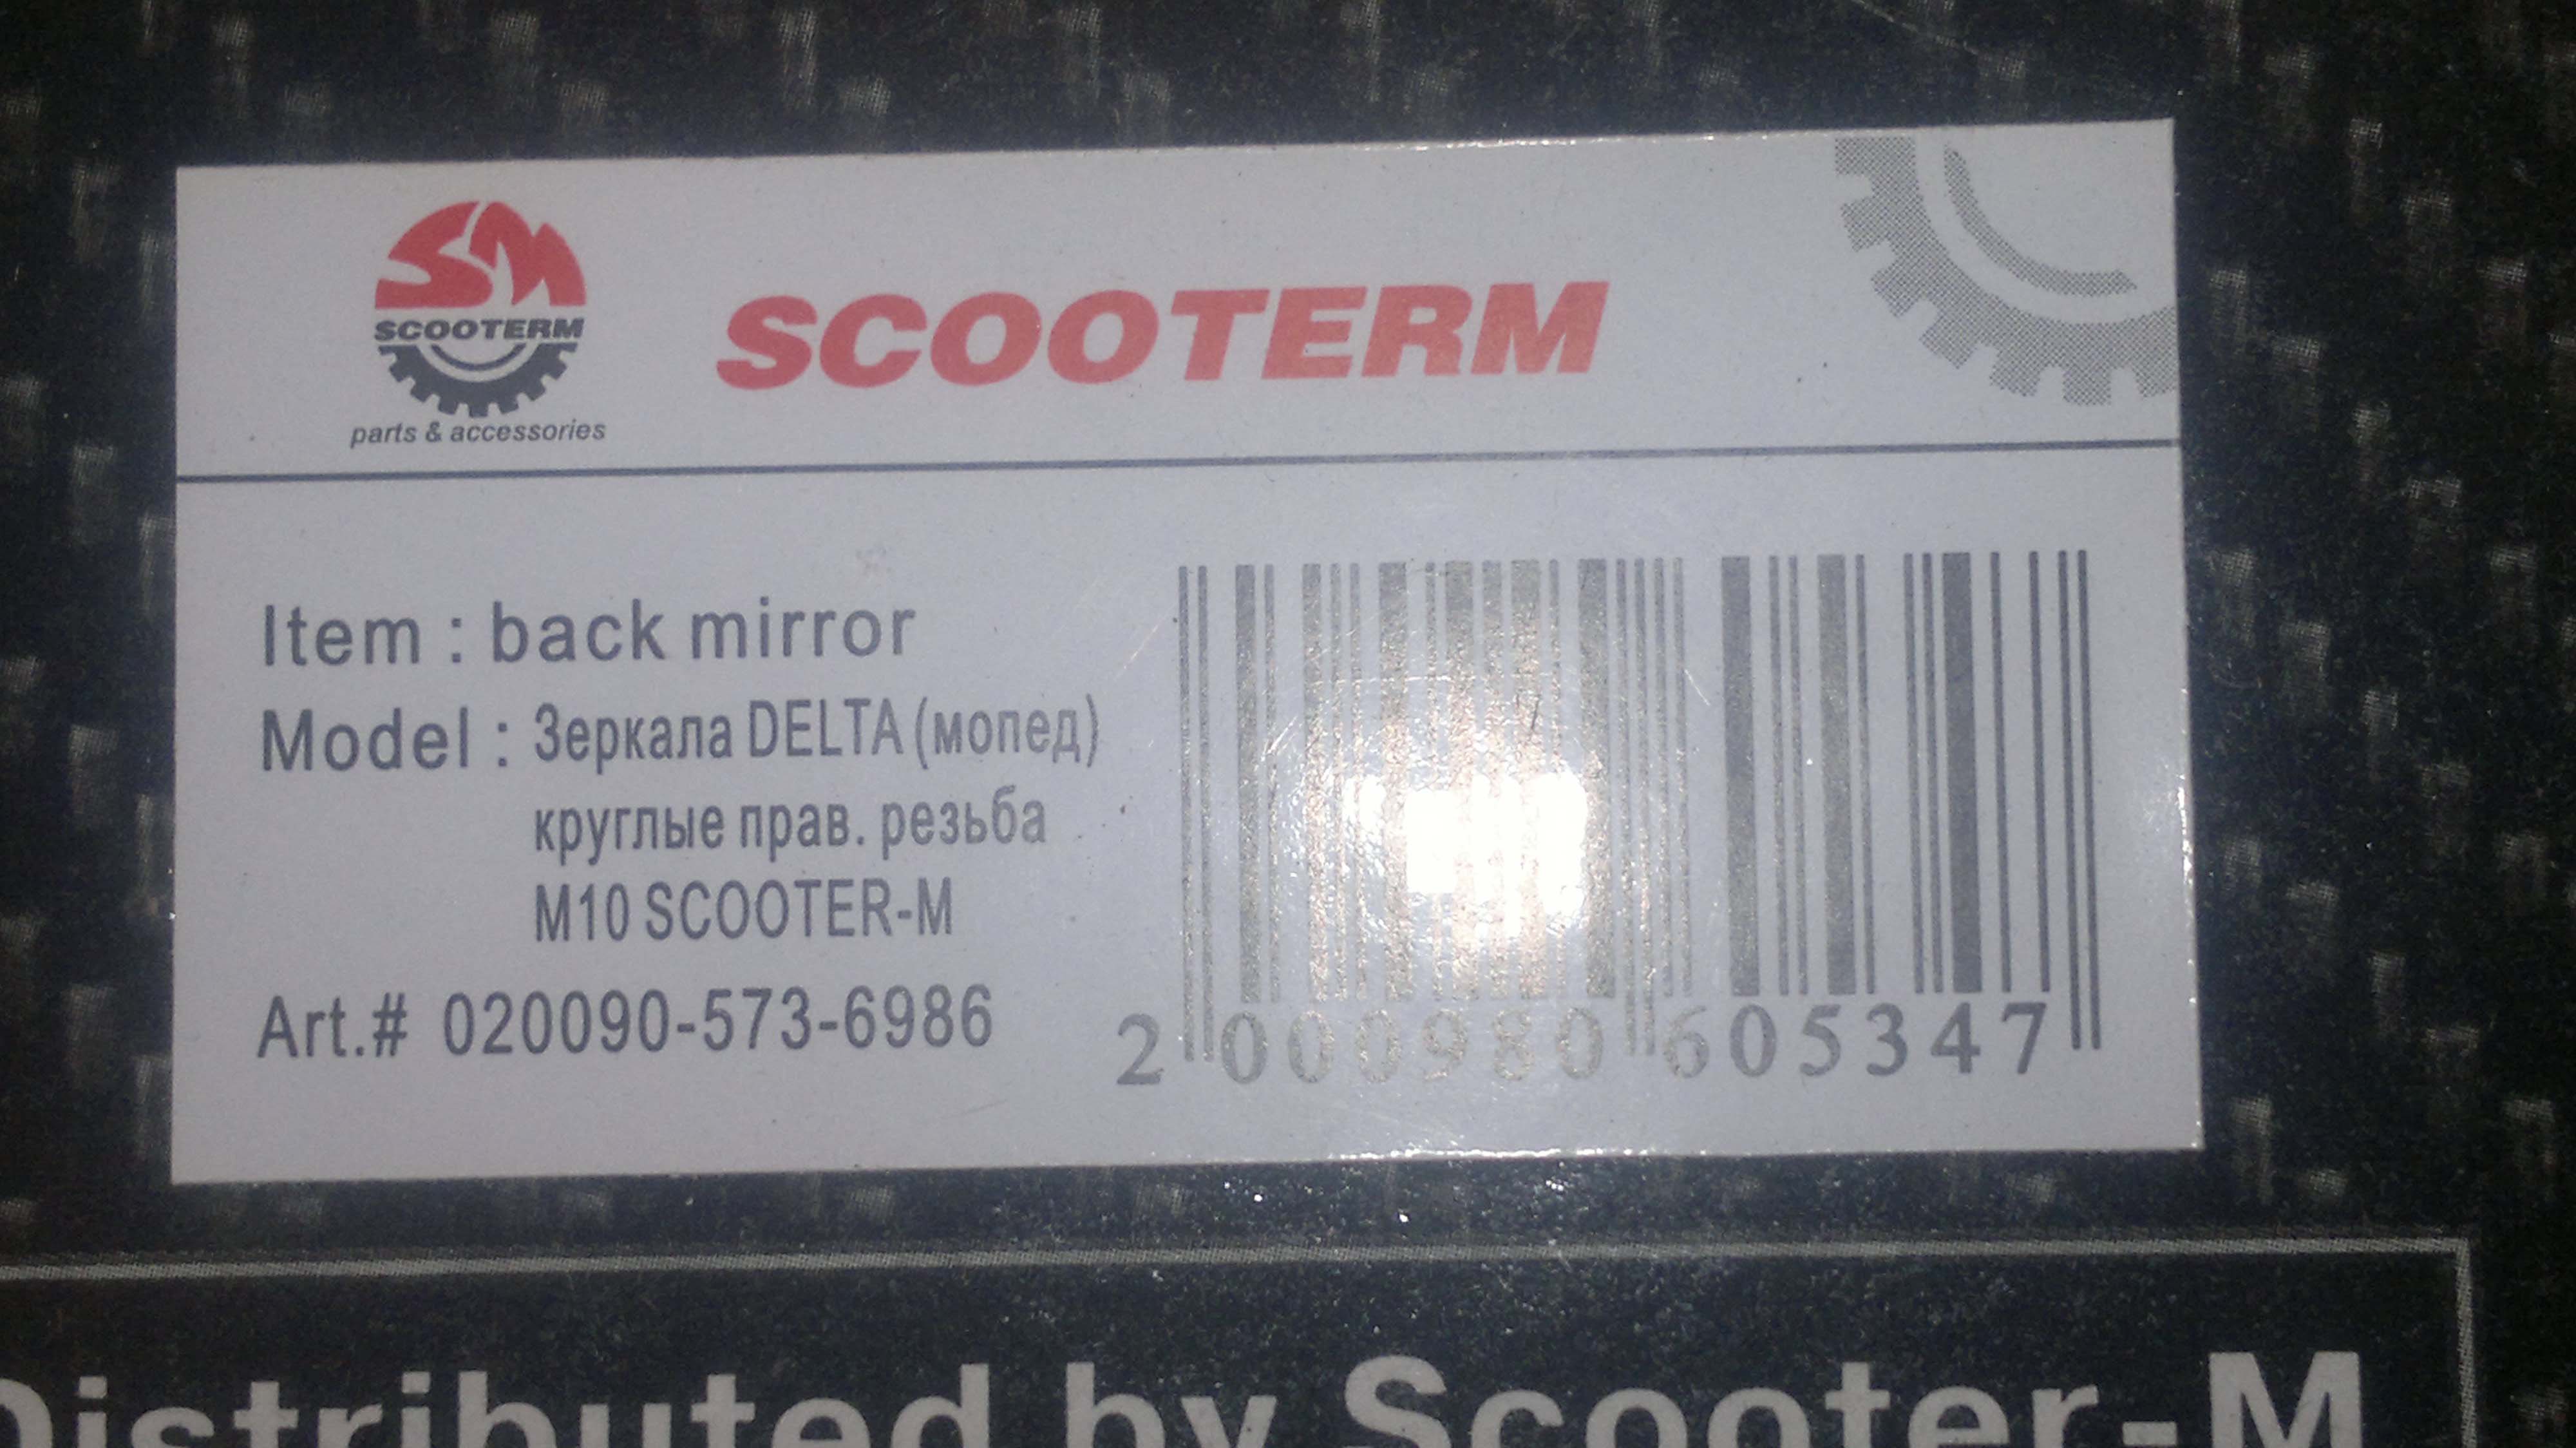 SM
SCOOTERM
parts & accessories
SCOOTERM
Item : back mirror
Model : Зеркала DELTA (мопед)
круглые прав. резьба
M10 SCOOTER-M
Art.# 020090-573-6986
2 000980 605347
Distributed by Scooter-M